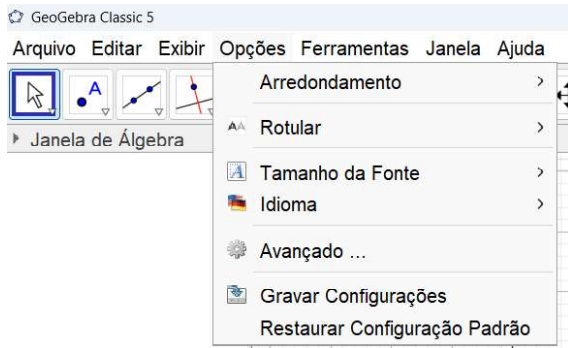 GeoGebra Classic 5
Arquivo Editar Exibir Opções Ferramentas Janela Ajuda
A
Janela de Álgebra
Arredondamento
AA Rotular
A Tamanho da Fonte
Idioma
Avançado ...
Gravar Configurações
Restaurar Configuração Padrão